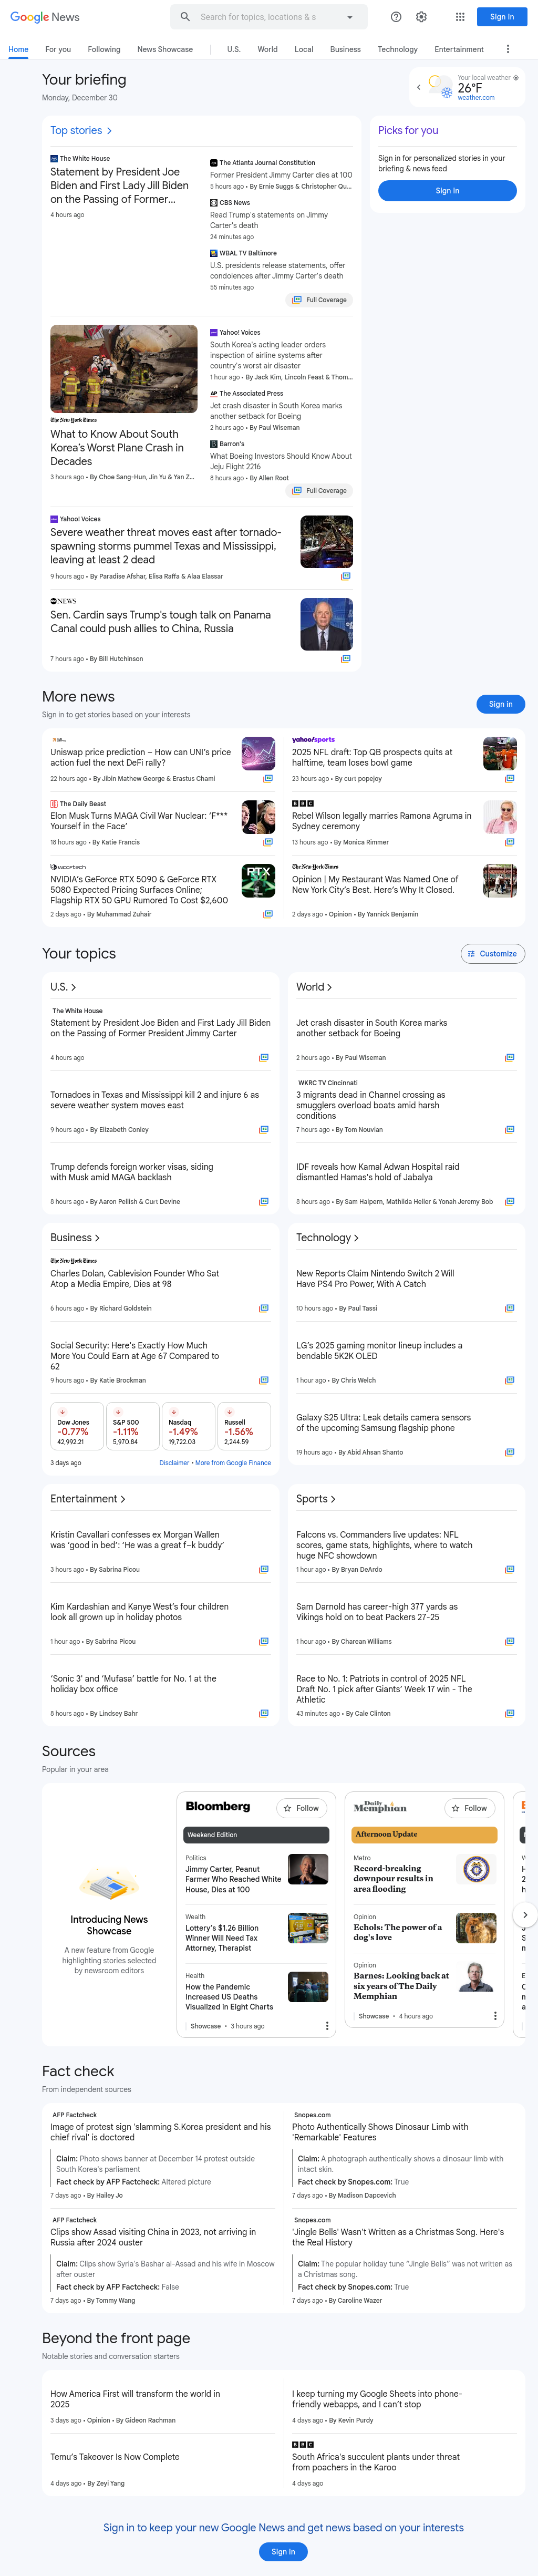 Google News
Search for topics, locations & s
Sign in
Home
For you
Following
News Showcase
U.S.
World
Local
Business
Technology
Entertainment
Your briefing
Monday, December 30
Your local weather
26°F
weather.com
Top stories
The White House
Statement by President Joe
Biden and First Lady Jill Biden
on the Passing of Former...
4 hours ago
The Atlanta Journal Constitution
Former President Jimmy Carter dies at 100
5 hours ago • By Ernie Suggs & Christopher Qu...
CBS News
Read Trump's statements on Jimmy
Carter's death
24 minutes ago
WBAL TV Baltimore
U.S. presidents release statements, offer
condolences after Jimmy Carter's death
55 minutes ago
Full Coverage
Picks for you
Sign in for personalized stories in your
briefing & news feed
Sign in
The New York Times
What to Know About South
Korea's Worst Plane Crash in
Decades
3 hours ago • By Choe Sang-Hun, Jin Yu & Yan Z...
Yahoo! Voices
South Korea's acting leader orders
inspection of airline systems after
country's worst air disaster
1 hour ago • By Jack Kim, Lincoln Feast & Thom...
AP The Associated Press
Jet crash disaster in South Korea marks
another setback for Boeing
2 hours ago • By Paul Wiseman
Barron's
What Boeing Investors Should Know About
Jeju Flight 2216
8 hours ago • By Allen Root
Full Coverage
Yahoo! Voices
Severe weather threat moves east after tornado-
spawning storms pummel Texas and Mississippi,
leaving at least 2 dead
9 hours ago • By Paradise Afshar, Elisa Raffa & Alaa Elassar
abc NEWS
Sen. Cardin says Trump's tough talk on Panama
Canal could push allies to China, Russia
7 hours ago • By Bill Hutchinson
More news
Sign in to get stories based on your interests
Sign in
Uniswap price prediction – How can UNI's price
action fuel the next DeFi rally?
22 hours ago • By Jibin Mathew George & Erastus Chami
yahoo!sports
2025 NFL draft: Top QB prospects quits at
halftime, team loses bowl game
23 hours ago • By curt popejoy
The Daily Beast
Elon Musk Turns MAGA Civil War Nuclear: 'F***
Yourself in the Face'
18 hours ago • By Katie Francis
BBC
Rebel Wilson legally marries Ramona Agruma in
Sydney ceremony
13 hours ago • By Monica Rimmer
wccftech
NVIDIA's GeForce RTX 5090 & GeForce RTX
5080 Expected Pricing Surfaces Online;
Flagship RTX 50 GPU Rumored To Cost $2,600
2 days ago • By Muhammad Zuhair
RTX
The New York Times
Opinion | My Restaurant Was Named One of
New York City's Best. Here's Why It Closed.
2 days ago • Opinion • By Yannick Benjamin
Your topics
Customize
U.S.
The White House
Statement by President Joe Biden and First Lady Jill Biden
on the Passing of Former President Jimmy Carter
4 hours ago
Tornadoes in Texas and Mississippi kill 2 and injure 6 as
severe weather system moves east
9 hours ago • By Elizabeth Conley
Trump defends foreign worker visas, siding
with Musk amid MAGA backlash
8 hours ago • By Aaron Pellish & Curt Devine
World
Jet crash disaster in South Korea marks
another setback for Boeing
2 hours ago • By Paul Wiseman
WKRC TV Cincinnati
3 migrants dead in Channel crossing as
smugglers overload boats amid harsh
conditions
7 hours ago • By Tom Nouvian
IDF reveals how Kamal Adwan Hospital raid
dismantled Hamas's hold of Jabalya
8 hours ago • By Sam Halpern, Mathilda Heller & Yonah Jeremy Bob
Business
The New York Times
Charles Dolan, Cablevision Founder Who Sat
Atop a Media Empire, Dies at 98
6 hours ago • By Richard Goldstein
Social Security: Here's Exactly How Much
More You Could Earn at Age 67 Compared to
62
9 hours ago • By Katie Brockman
Dow Jones
-0.77%
42,992.21
S&P 500
-1.11%
5,970.84
Nasdaq
-1.49%
19,722.03
Russell
-1.56%
2,244.59
3 days ago
Disclaimer • More from Google Finance
Technology
New Reports Claim Nintendo Switch 2 Will
Have PS4 Pro Power, With A Catch
10 hours ago • By Paul Tassi
LG's 2025 gaming monitor lineup includes a
bendable 5K2K OLED
1 hour ago • By Chris Welch
Galaxy S25 Ultra: Leak details camera sensors
of the upcoming Samsung flagship phone
19 hours ago • By Abid Ahsan Shanto
Entertainment
Kristin Cavallari confesses ex Morgan Wallen
was 'good in bed': 'He was a great f–k buddy'
3 hours ago • By Sabrina Picou
Kim Kardashian and Kanye West's four children
look all grown up in holiday photos
1 hour ago • By Sabrina Picou
'Sonic 3' and 'Mufasa' battle for No. 1 at the
holiday box office
8 hours ago • By Lindsey Bahr
Sports
Falcons vs. Commanders live updates: NFL
scores, game stats, highlights, where to watch
huge NFC showdown
1 hour ago • By Bryan DeArdo
Sam Darnold has career-high 377 yards as
Vikings hold on to beat Packers 27-25
1 hour ago • By Charean Williams
Race to No. 1: Patriots in control of 2025 NFL
Draft No. 1 pick after Giants' Week 17 win - The
Athletic
43 minutes ago • By Cale Clinton
Sources
Popular in your area
Introducing News
Showcase
A new feature from Google
highlighting stories selected
by newsroom editors
Bloomberg
Follow
Weekend Edition
Politics
Jimmy Carter, Peanut
Farmer Who Reached White
House, Dies at 100
Wealth
Lottery's $1.26 Billion
Winner Will Need Tax
Attorney, Therapist
Health
How the Pandemic
Increased US Deaths
Visualized in Eight Charts
Showcase • 3 hours ago
Daily
Memphian
Follow
Afternoon Update
Metro
Record-breaking
downpour results in
area flooding
Opinion
Echols: The power of a
dog's love
Opinion
Barnes: Looking back at
six years of The Daily
Memphian
Showcase • 4 hours ago
Fact check
From independent sources
AFP Factcheck
Image of protest sign 'slamming S.Korea president and his
chief rival' is doctored
Claim: Photo shows banner at December 14 protest outside
South Korea's parliament
Fact check by AFP Factcheck: Altered picture
7 days ago • By Hailey Jo
Snopes.com
Photo Authentically Shows Dinosaur Limb with
'Remarkable' Features
Claim: A photograph authentically shows a dinosaur limb with
intact skin.
Fact check by Snopes.com: True
7 days ago • By Madison Dapcevich
AFP Factcheck
Clips show Assad visiting China in 2023, not arriving in
Russia after 2024 ouster
Claim: Clips show Syria's Bashar al-Assad and his wife in Moscow
after ouster
Fact check by AFP Factcheck: False
7 days ago • By Tommy Wang
Snopes.com
'Jingle Bells' Wasn't Written as a Christmas Song. Here's
the Real History
Claim: The popular holiday tune "Jingle Bells" was not written as
a Christmas song.
Fact check by Snopes.com: True
7 days ago • By Caroline Wazer
Beyond the front page
Notable stories and conversation starters
How America First will transform the world in
2025
3 days ago • Opinion • By Gideon Rachman
I keep turning my Google Sheets into phone-
friendly webapps, and I can't stop
4 days ago • By Kevin Purdy
Temu's Takeover Is Now Complete
4 days ago • By Zeyi Yang
BBC
South Africa's succulent plants under threat
from poachers in the Karoo
4 days ago
Sign in to keep your new Google News and get news based on your interests
Sign in